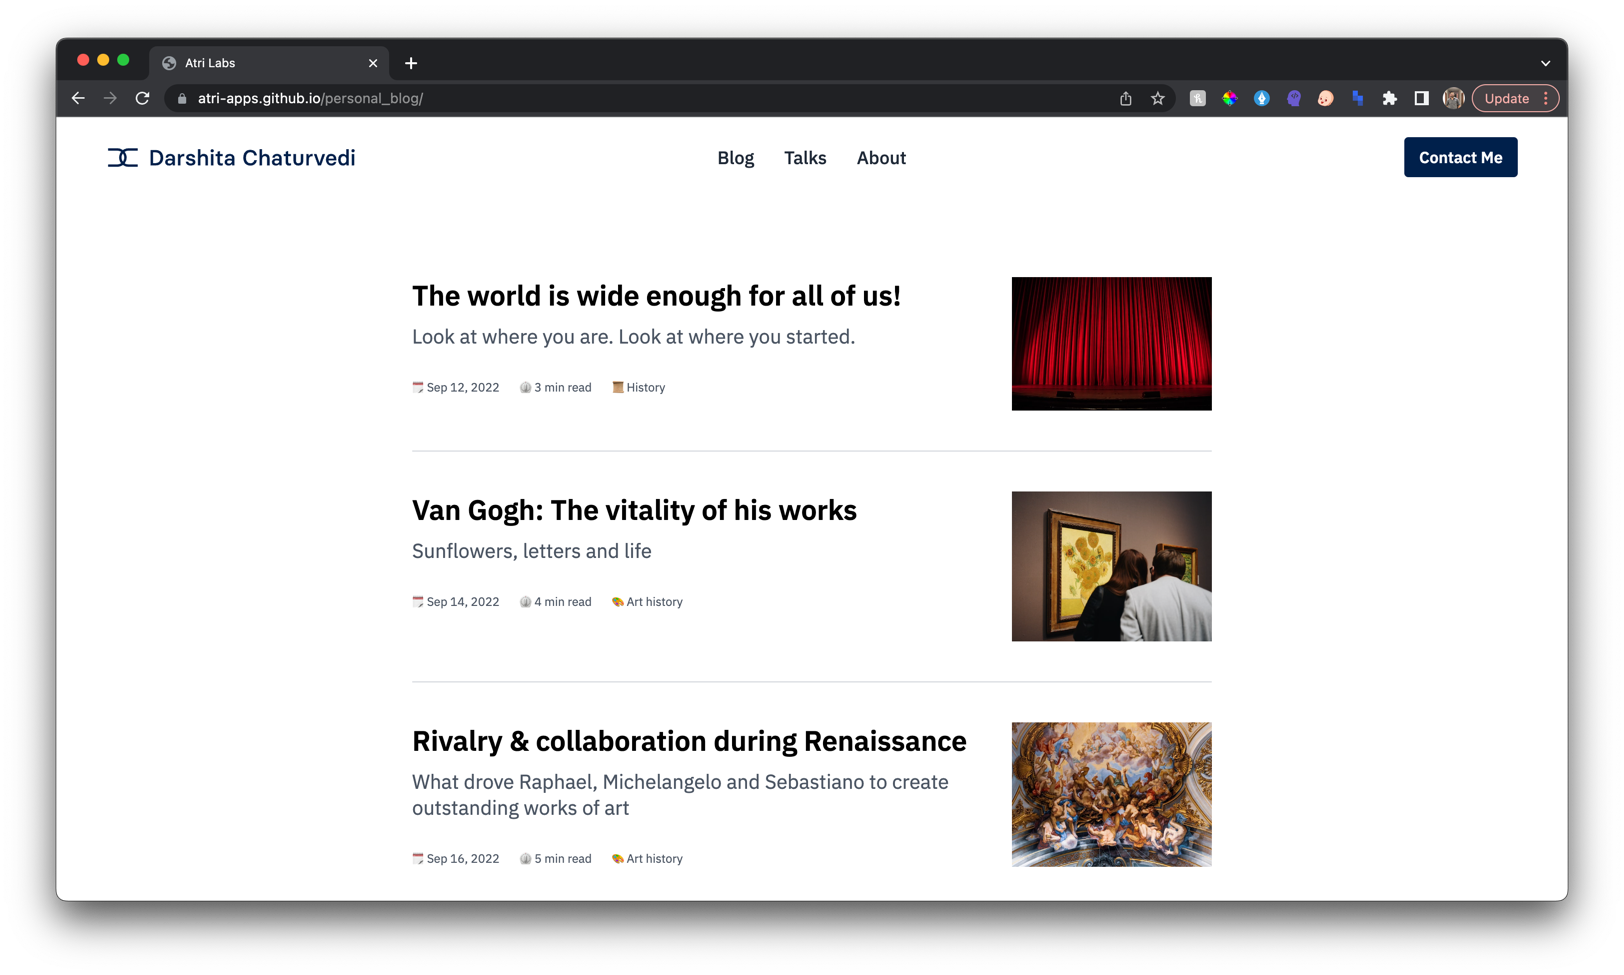 Atri Labs
atri-apps.github.io/personal_blog/
Update
Darshita Chaturvedi
Blog Talks About
Contact Me
The world is wide enough for all of us!
Look at where you are. Look at where you started.
Sep 12, 2022 3 min read History
Van Gogh: The vitality of his works
Sunflowers, letters and life
Sep 14, 2022 4 min read Art history
Rivalry & collaboration during Renaissance
What drove Raphael, Michelangelo and Sebastiano to create
outstanding works of art
Sep 16, 2022 5 min read Art history